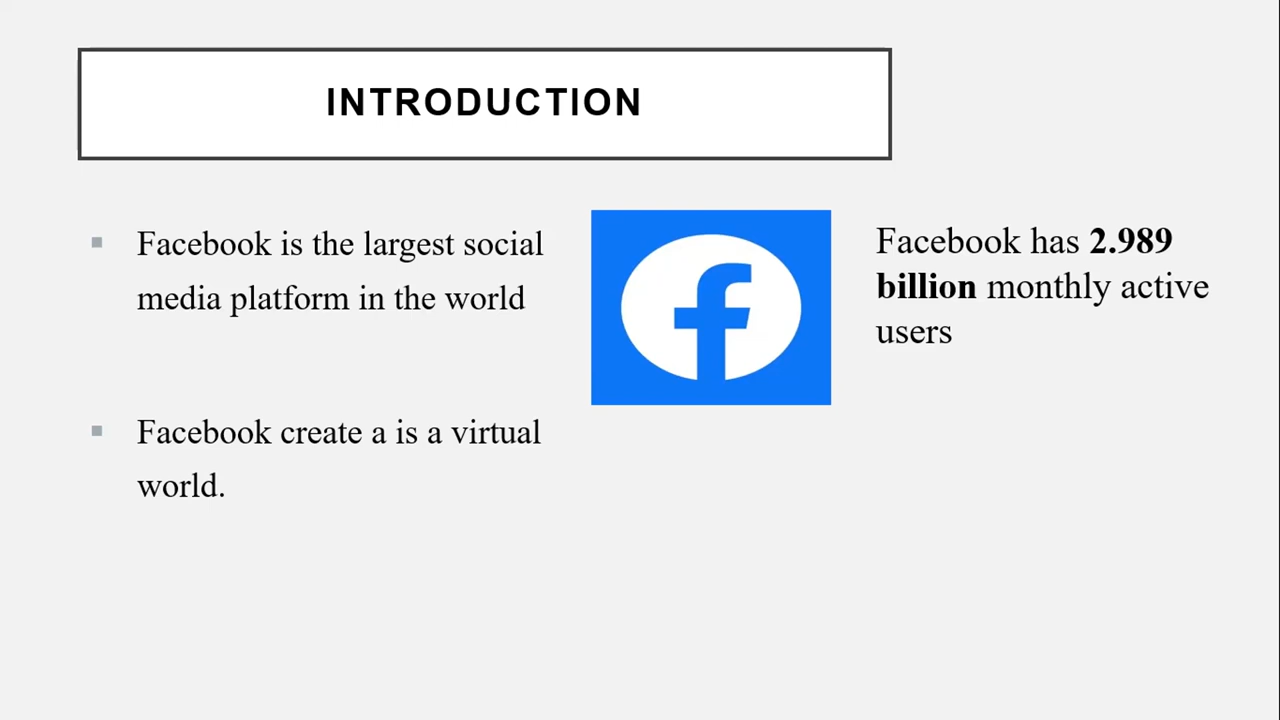 INTRODUCTION
Facebook is the largest social
media platform in the world
Facebook create a is a virtual
world.
Facebook has 2.989
billion monthly active
users